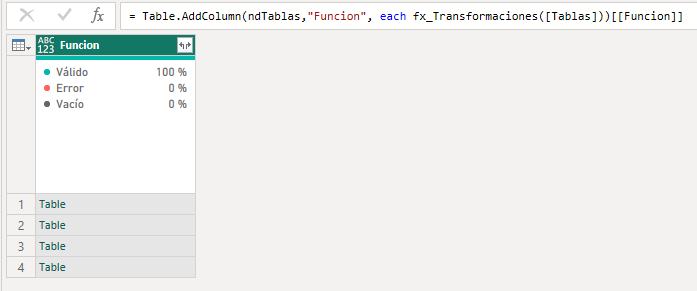 fx = Table.AddColumn(ndTablas,"Funcion", each fx_Transformaciones([Tablas]))[[Funcion]]
ABC 123 Funcion
Válido 100 %
Error 0 %
Vacío 0 %
1 Table
2 Table
3 Table
4 Table